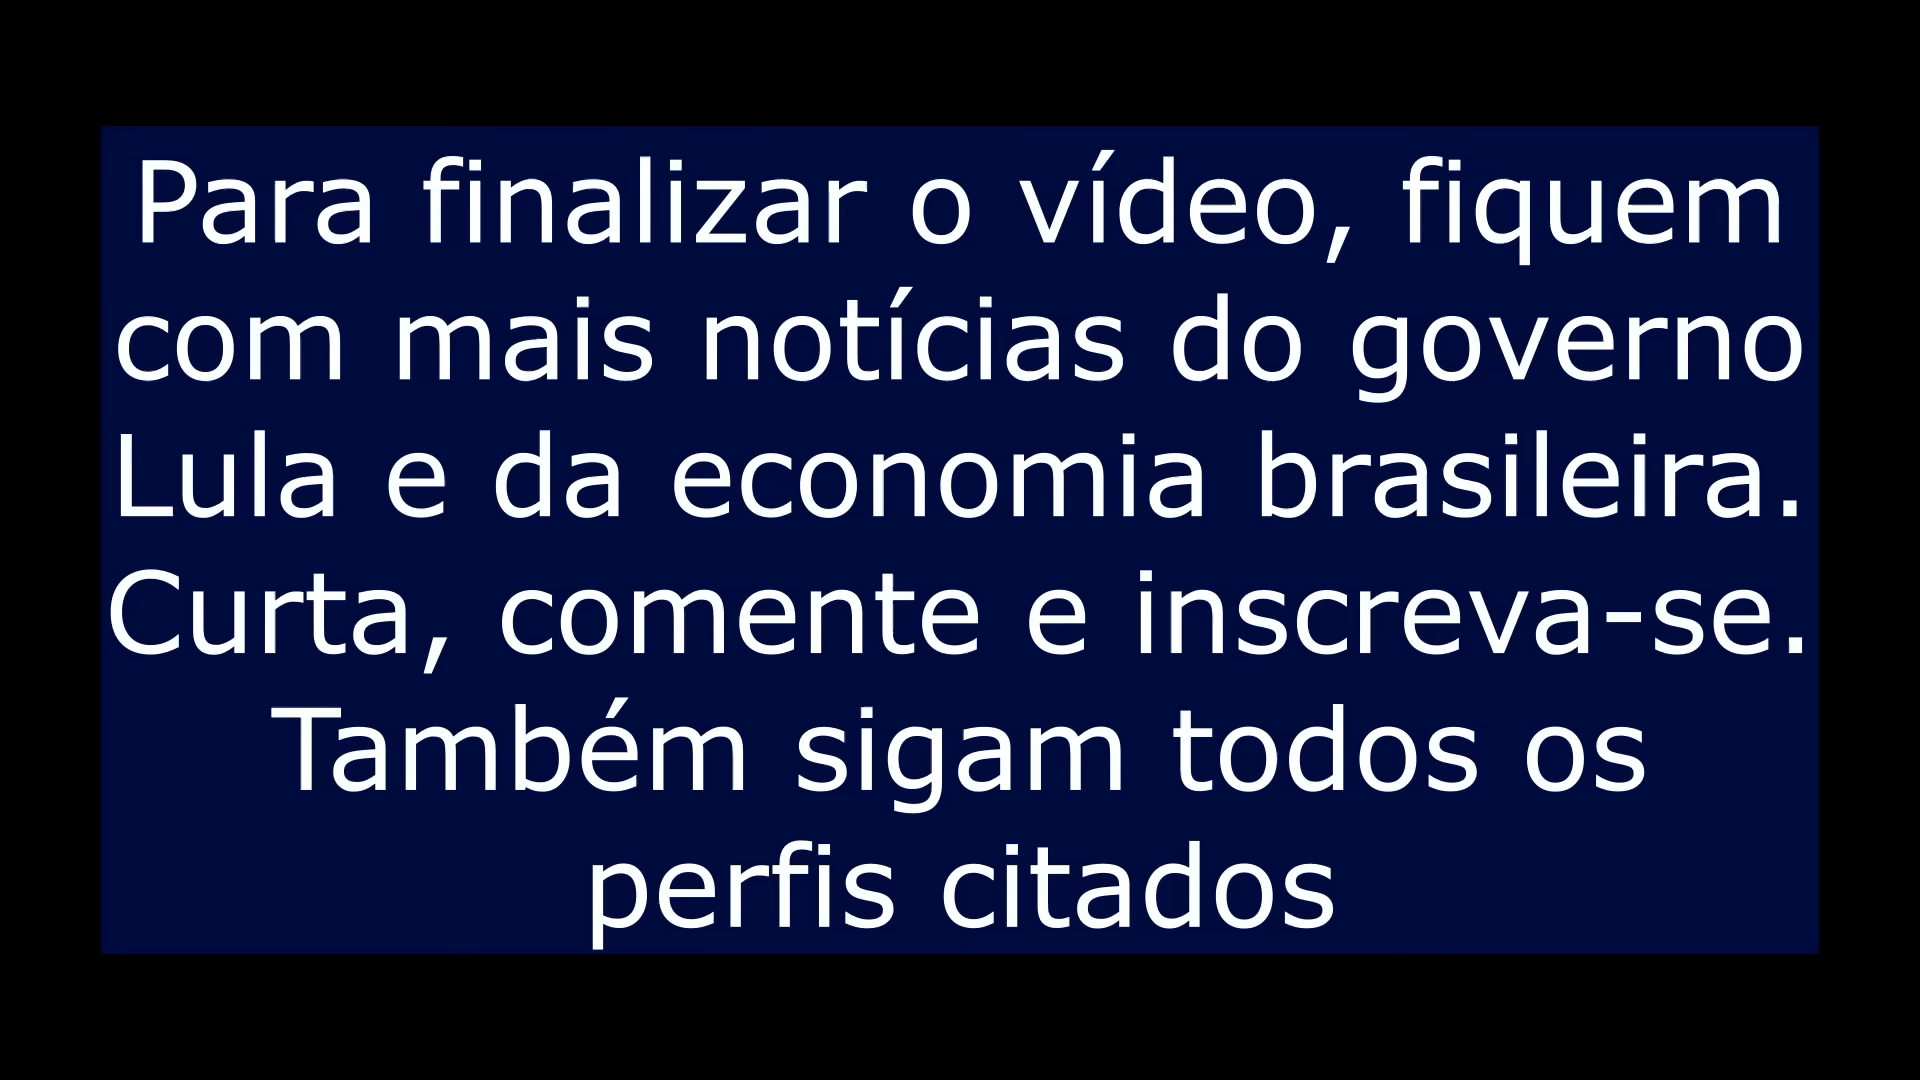 Para finalizar o vídeo, fiquem
com mais notícias do governo
Lula e da economia brasileira.
Curta, comente e inscreva-se.
Também sigam todos os
perfis citados